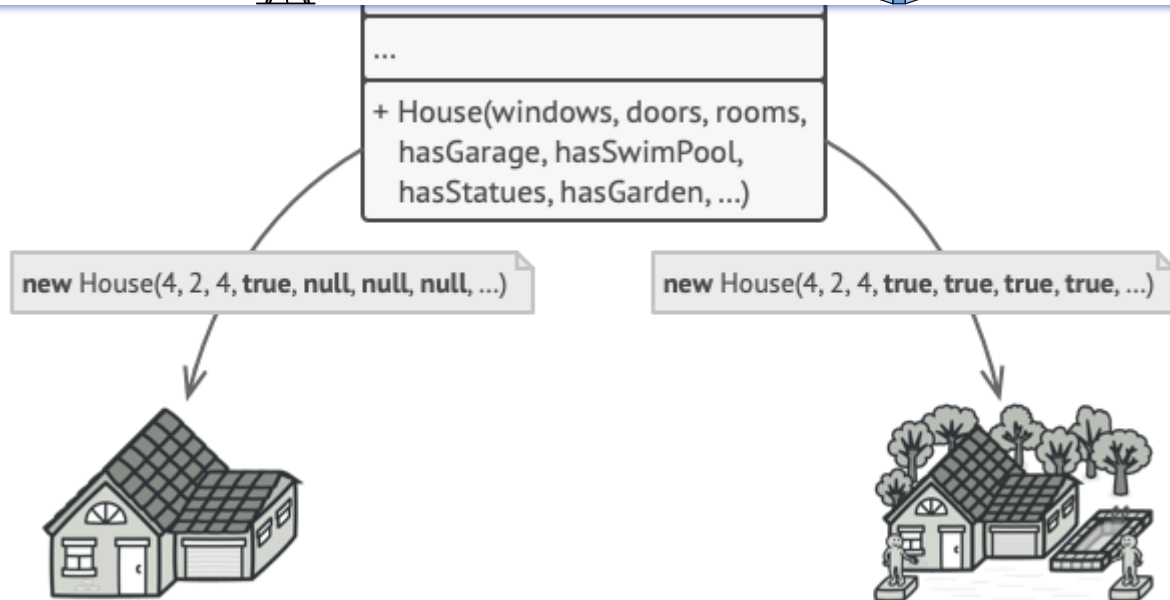 ...
+ House(windows, doors, rooms,
hasGarage, hasSwimPool,
hasStatues, hasGarden, ...)
new House(4, 2, 4, true, null, null, null, ...)
new House(4, 2, 4, true, true, true, true, ...)